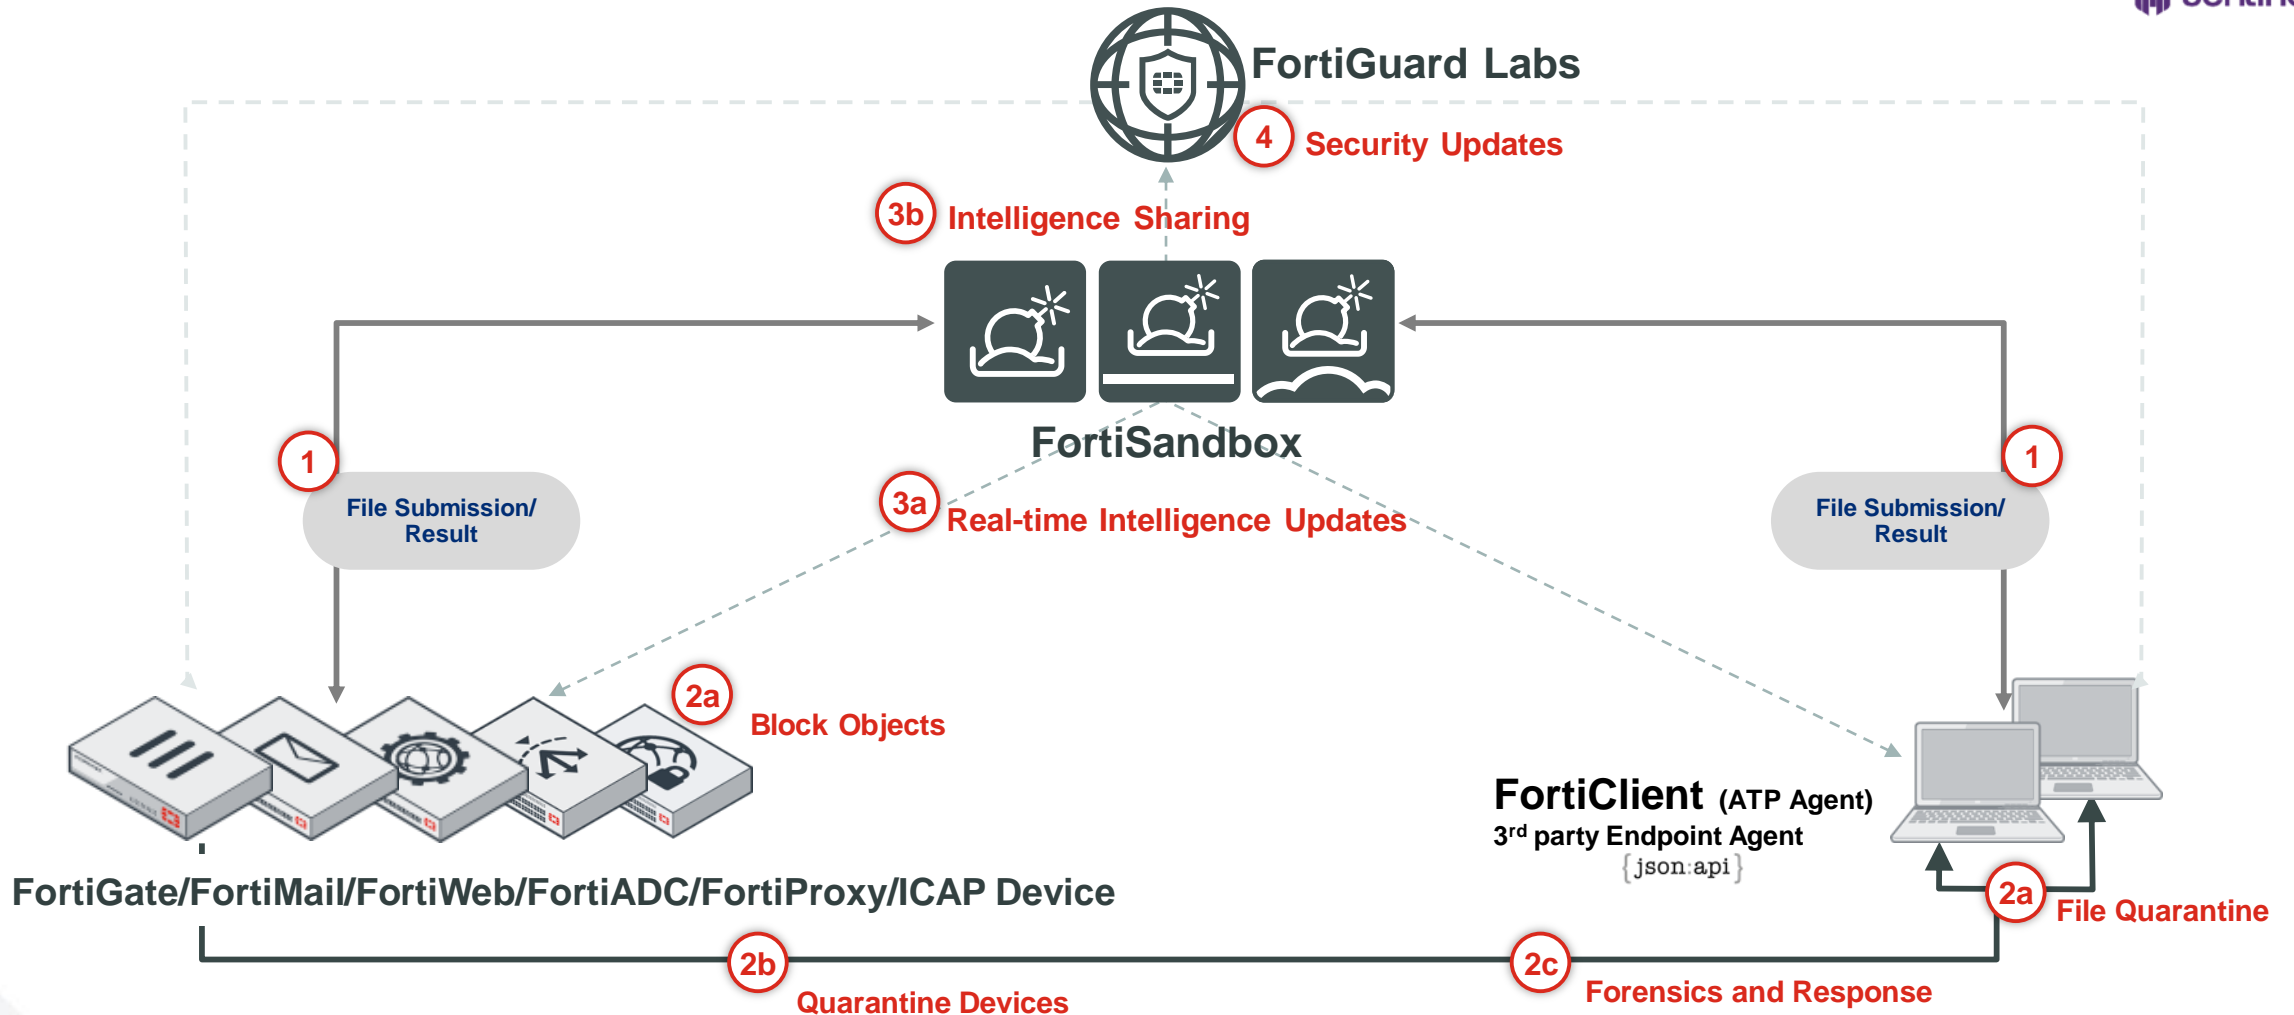 FortiGuard Labs
4 Security Updates
3b Intelligence Sharing
FortiSandbox
1
File Submission/
Result
1
File Submission/
Result
3a Real-time Intelligence Updates
2a
Block Objects
FortiClient (ATP Agent)
3rd party Endpoint Agent
{json:api}
FortiGate/FortiMail/FortiWeb/FortiADC/FortiProxy/ICAP Device
2a File Quarantine
2b
Quarantine Devices
2c
Forensics and Response